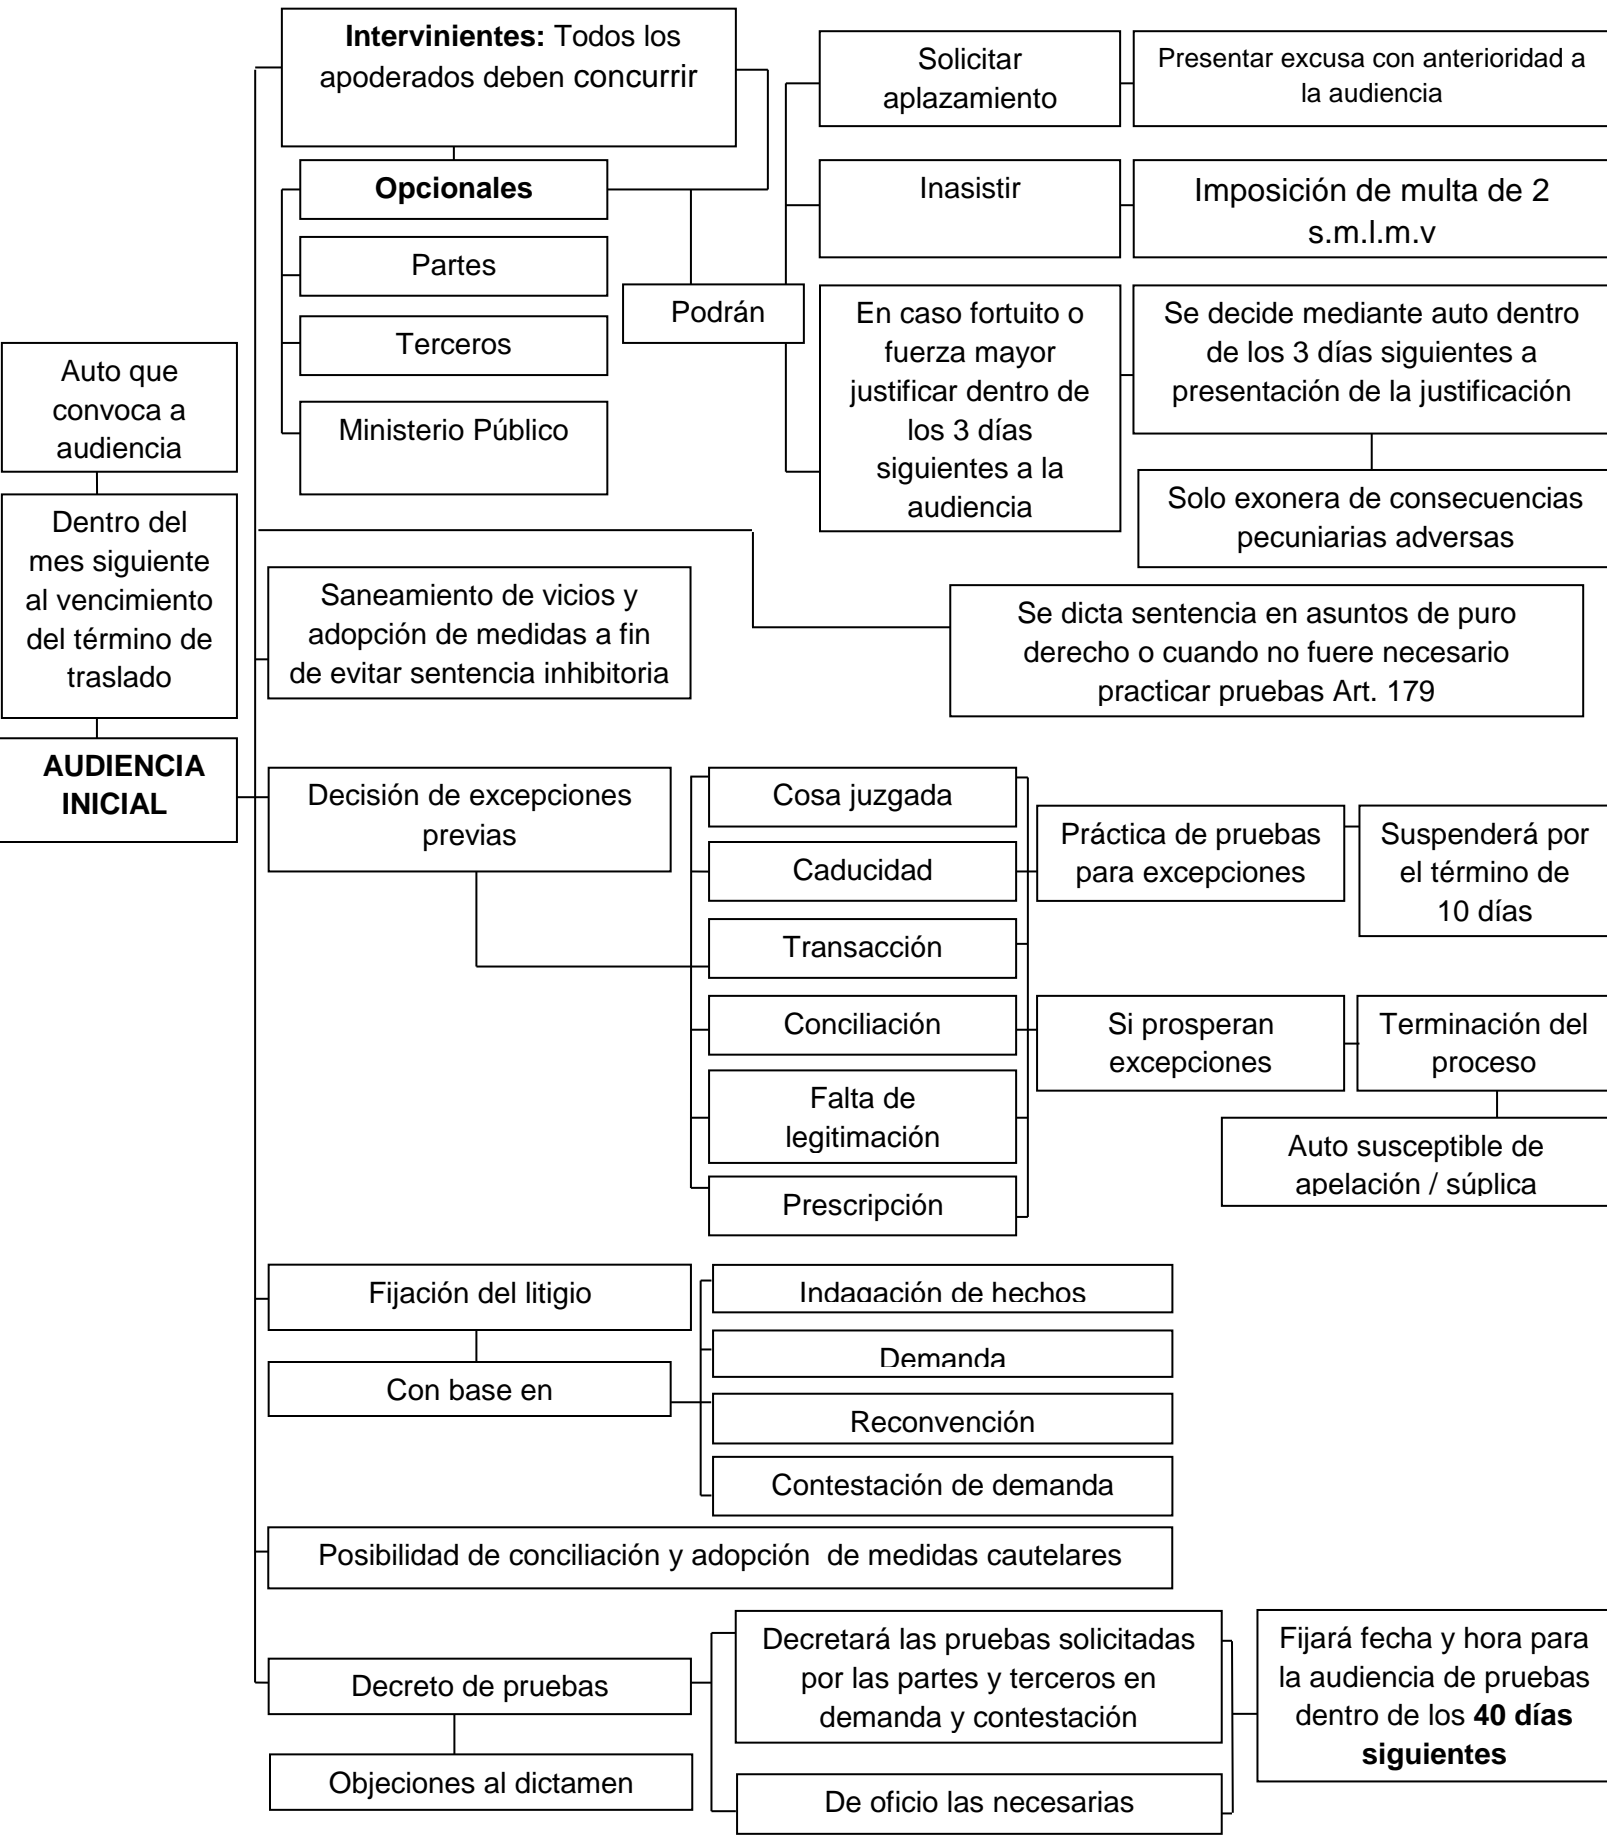 Intervinientes: Todos los
apoderados deben concurrir
Opcionales
Partes
Terceros
Ministerio Público
Podrán
Solicitar
aplazamiento
Presentar excusa con anterioridad a
la audiencia
Inasistir
Imposición de multa de 2
s.m.l.m.v
En caso fortuito o
fuerza mayor
justificar dentro de
los 3 días
siguientes a la
audiencia
Se decide mediante auto dentro
de los 3 días siguientes a
presentación de la justificación
Solo exonera de consecuencias
pecuniarias adversas
Auto que
convoca a
audiencia
Dentro del
mes siguiente
al vencimiento
del término de
traslado
AUDIENCIA
INICIAL
Saneamiento de vicios y
adopción de medidas a fin
de evitar sentencia inhibitoria
Se dicta sentencia en asuntos de puro
derecho o cuando no fuere necesario
practicar pruebas Art. 179
Decisión de excepciones
previas
Cosa juzgada
Caducidad
Transacción
Conciliación
Falta de
legitimación
Prescripción
Práctica de pruebas
para excepciones
Suspenderá por
el término de
10 días
Si prosperan
excepciones
Terminación del
proceso
Auto susceptible de
apelación / súplica
Fijación del litigio
Con base en
Indagación de hechos
Demanda
Reconvención
Contestación de demanda
Posibilidad de conciliación y adopción  de medidas cautelares
Decreto de pruebas
Objeciones al dictamen
Decretará las pruebas solicitadas
por las partes y terceros en
demanda y contestación
De oficio las necesarias
Fijará fecha y hora para
la audiencia de pruebas
dentro de los 40 días
siguientes